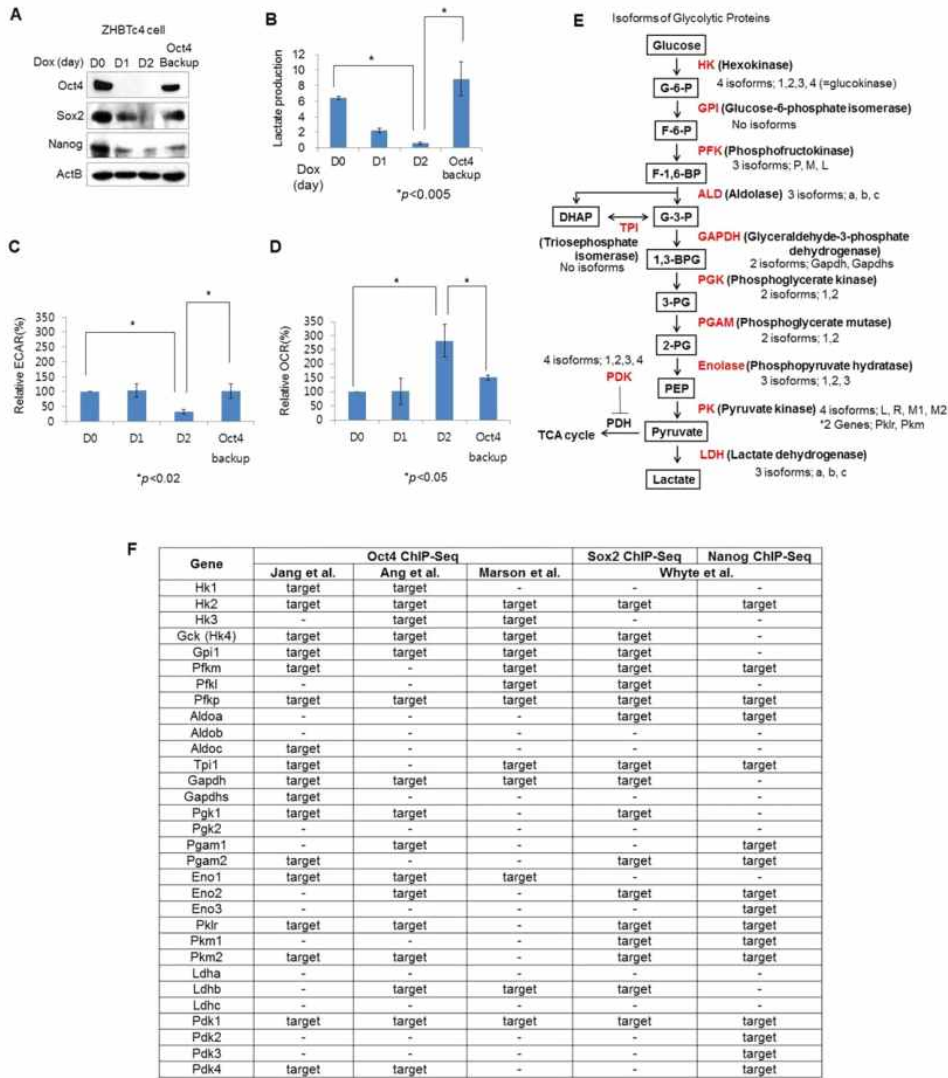 A
ZHBTc4 cell
Dox (day) D0 D1 D2 Oct4 Backup
Oct4
Sox2
Nanog
ActB
B
Lactate production
12
10
8
6
4
2
0
*
*
Dox (day) D0 D1 D2 Oct4 backup
*p<0.005
C
Relative ECAR(%)
350
300
250
200
150
100
50
0
*
*
D0 D1 D2 Oct4 backup
*p<0.02
D
Relative OCR(%)
350
300
250
200
150
100
50
0
*
*
D0 D1 D2 Oct4 backup
*p<0.05
E
Isoforms of Glycolytic Proteins
Glucose
HK (Hexokinase)
4 isoforms; 1,2,3, 4 (=glucokinase)
G-6-P
GPI (Glucose-6-phosphate isomerase)
No isoforms
F-6-P
PFK (Phosphofructokinase)
3 isoforms; P, M, L
F-1,6-BP
ALD (Aldolase) 3 isoforms; a, b, c
DHAP
G-3-P
TPI
(Triosephosphate isomerase)
No isoforms
GAPDH (Glyceraldehyde-3-phosphate dehydrogenase)
2 isoforms; Gapdh, Gapdhs
1,3-BPG
PGK (Phosphoglycerate kinase)
2 isoforms; 1,2
3-PG
PGAM (Phosphoglycerate mutase)
2 isoforms; 1,2
2-PG
Enolase (Phosphopyruvate hydratase)
3 isoforms; 1, 2, 3
4 isoforms; 1,2, 3, 4
PDK
PEP
PK (Pyruvate kinase) 4 isoforms; L, R, M1, M2
*2 Genes; Pklr, Pkm
PDH
TCA cycle
Pyruvate
LDH (Lactate dehydrogenase)
3 isoforms; a, b, c
Lactate
F
Gene Oct4 ChIP-Seq Sox2 ChIP-Seq Nanog ChIP-Seq
Jang et al. Ang et al. Marson et al. Whyte et al.
Hk1 target target - - -
Hk2 target target target target target
Hk3 - target target - -
Gck (Hk4) target target target target -
Gpi1 target target target target -
Pfkm target - target target target
Pfkl - - target target -
Pfkp target target target target target
Aldoa - - - target target
Aldob - - - - -
Aldoc target - - - -
Tpi1 target - target target target
Gapdh target target target target -
Gapdhs target - - - -
Pgk1 target target - target -
Pgk2 - - - - -
Pgam1 - target - - target
Pgam2 target - - target target
Eno1 target target target - -
Eno2 - target - target target
Eno3 - - - - target
Pklr target target - target target
Pkm1 - - - target target
Pkm2 target target - target target
Ldha - - - - -
Ldhb - target target target -
Ldhc - - - - -
Pdk1 target target target target target
Pdk2 - - - - target
Pdk3 - - - - target
Pdk4 target target - - target